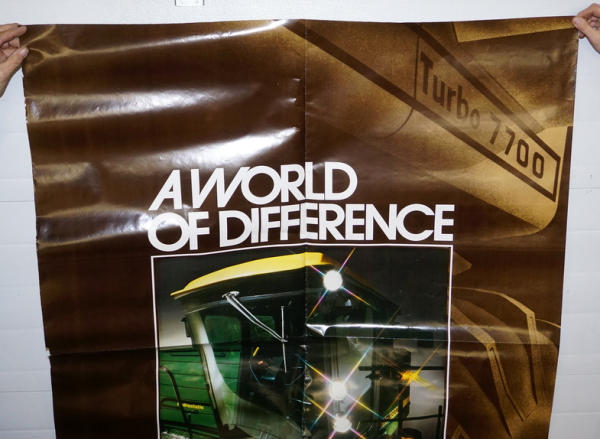 Turbo 7700
A WORLD
OF DIFFERENCE